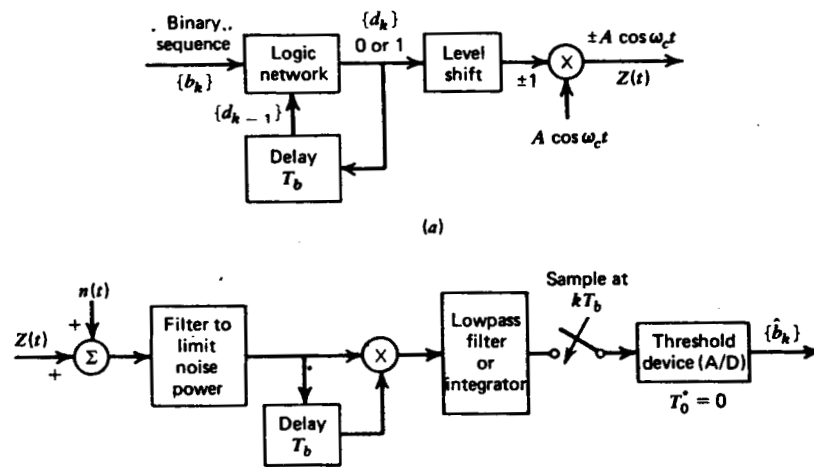 Binary
sequence
{b_k}
Logic
network
{d_k}
0 or 1
Level
shift
±1
X
±A cos ω_c t
Z(t)
A cos ω_c t
{d_{k-1}}
Delay
T_b
(a)
n(t)
+
Z(t)
+
Σ
Filter to
limit
noise
power
X
Delay
T_b
Lowpass
filter
or
integrator
Sample at
kT_b
Threshold
device (A/D)
T_0^* = 0
{b̂_k}